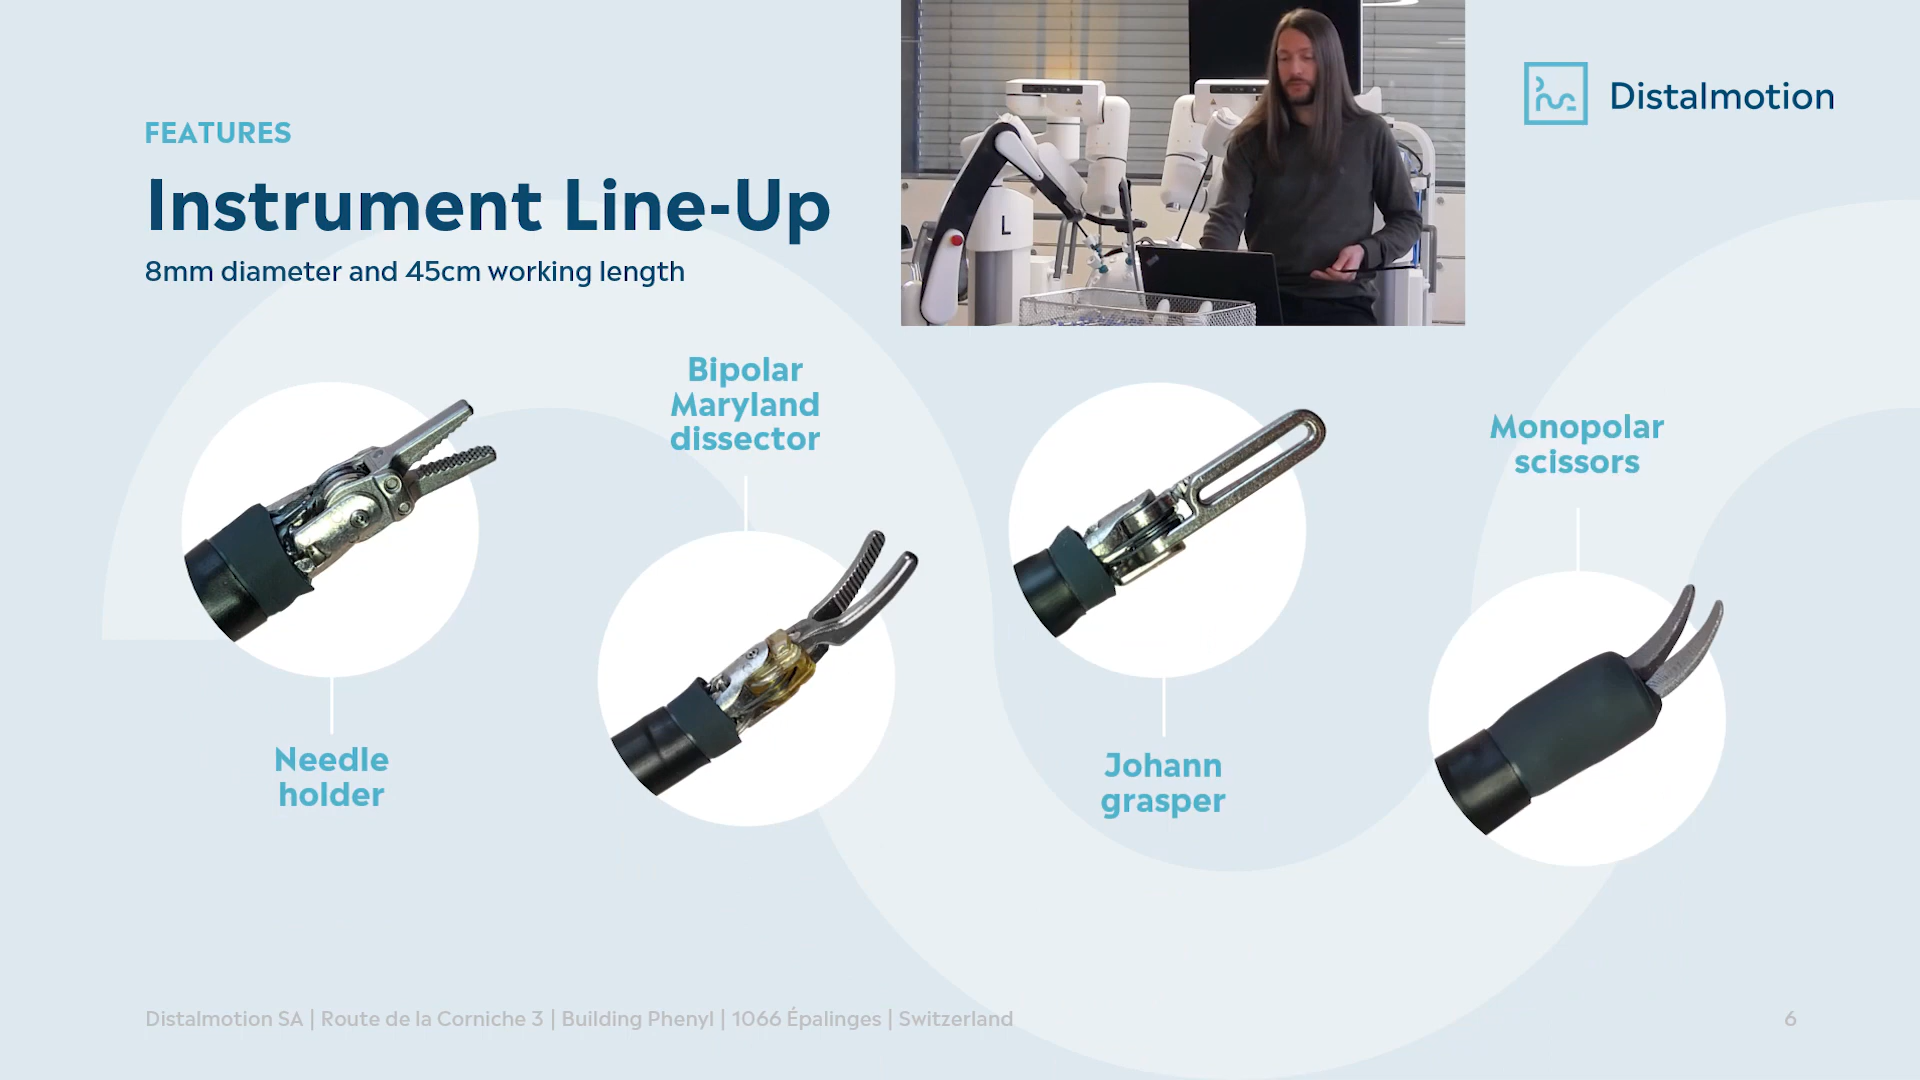 FEATURES
Instrument Line-Up
8mm diameter and 45cm working length
Distalmotion
L
Bipolar
Maryland
dissector
Monopolar
scissors
Needle
holder
Johann
grasper
Distalmotion SA | Route de la Corniche 3 | Building Phenyl | 1066 Épalinges | Switzerland
6